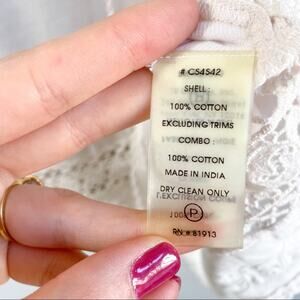 # CS4S42
SHELL :
100% COTTON
EXCLUDING TRIMS
COMBO :
100% COTTON
MADE IN INDIA
DRY CLEAN ONLY
P
RN # 81913